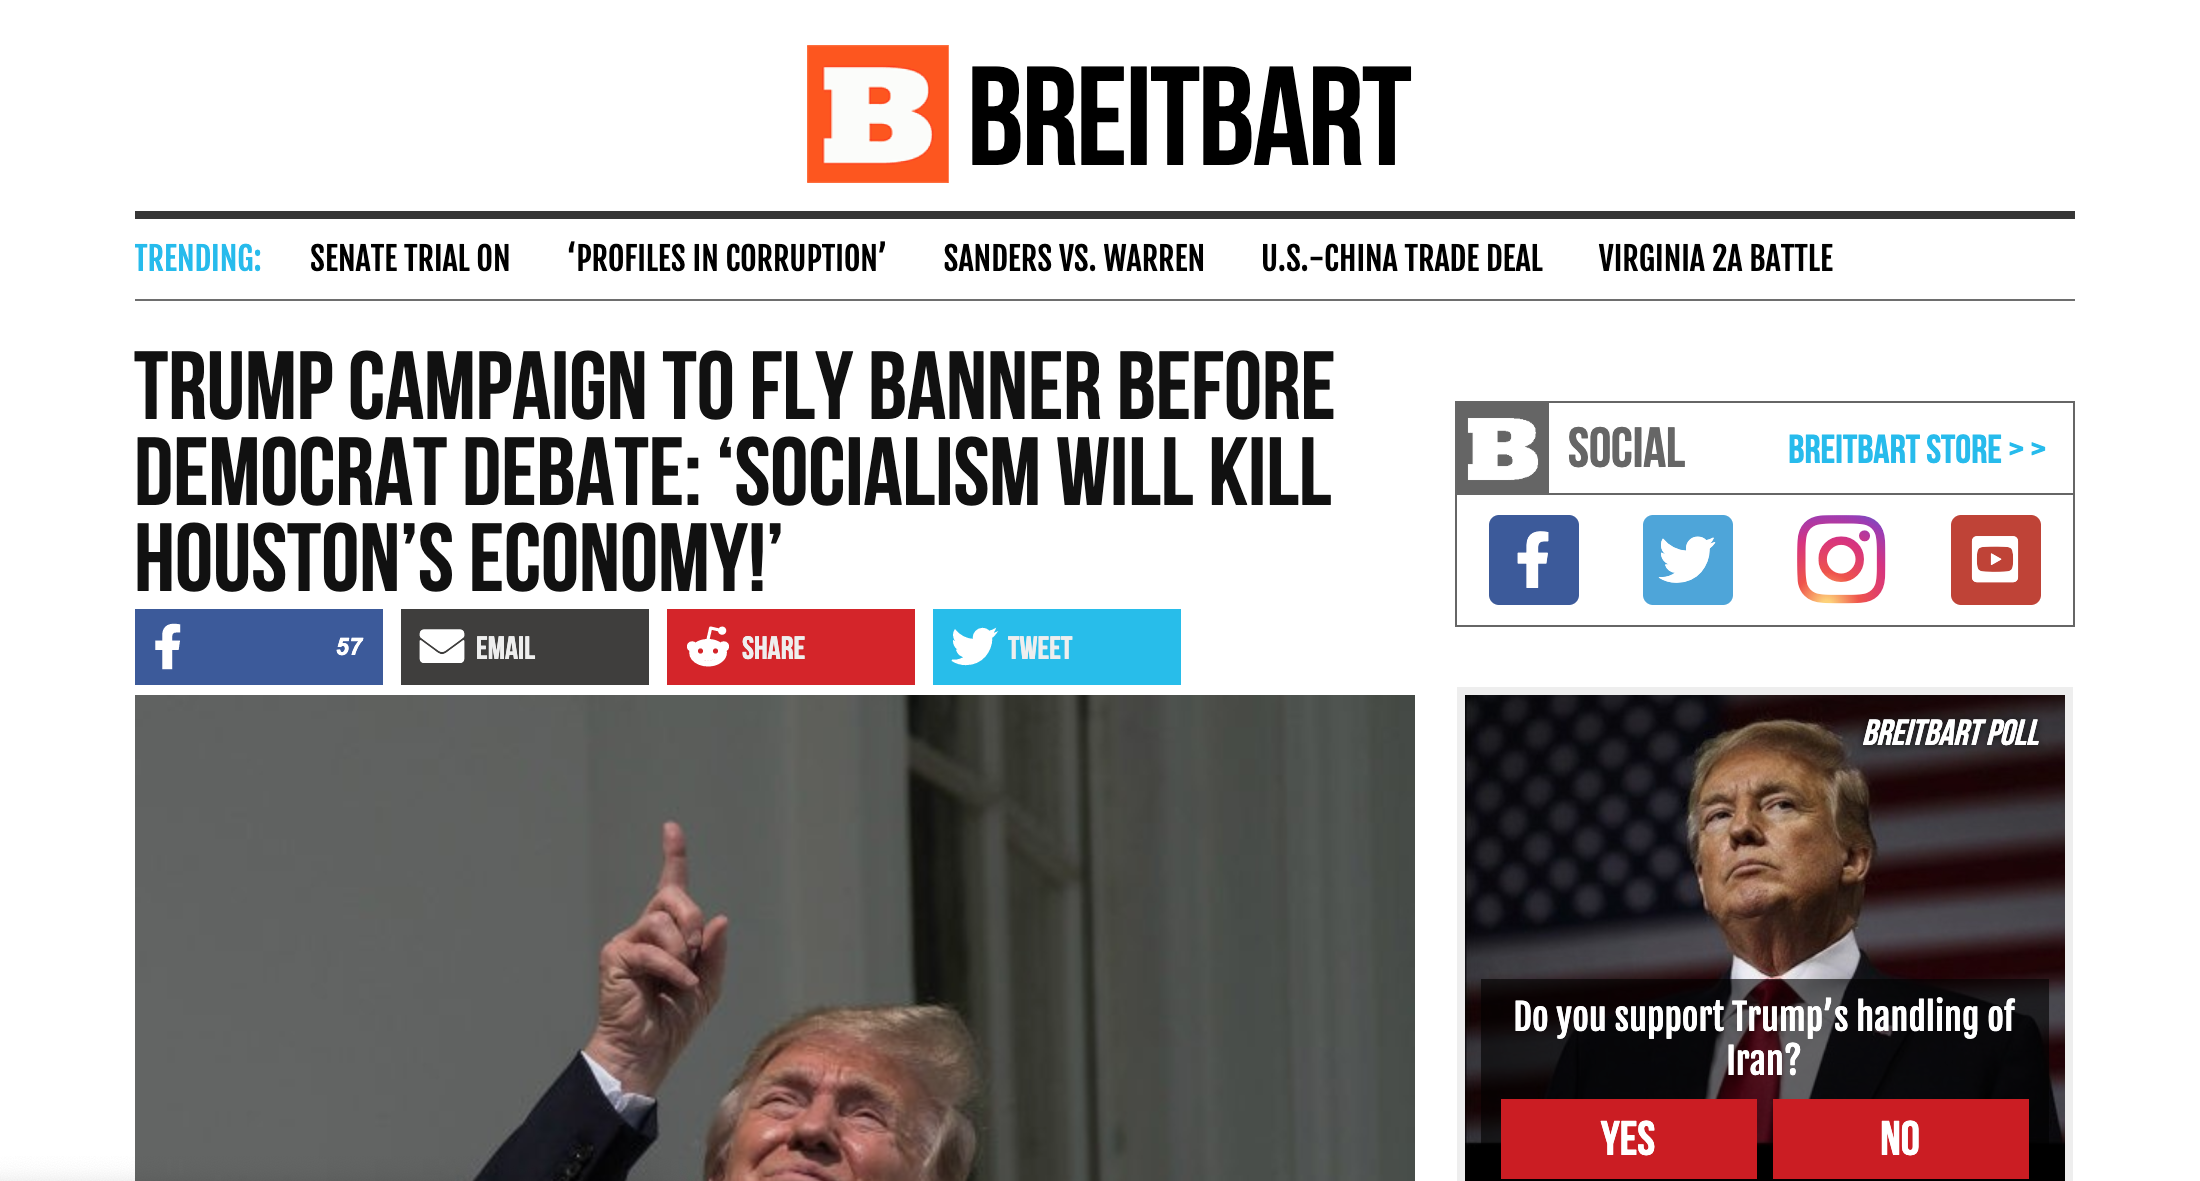 B BREITBART
TRENDING: SENATE TRIAL ON ‘PROFILES IN CORRUPTION’ SANDERS VS. WARREN U.S.–CHINA TRADE DEAL VIRGINIA 2A BATTLE
TRUMP CAMPAIGN TO FLY BANNER BEFORE
DEMOCRAT DEBATE: ‘SOCIALISM WILL KILL
HOUSTON’S ECONOMY!’
57 EMAIL SHARE TWEET
B SOCIAL BREITBART STORE > >
BREITBART POLL
Do you support Trump’s handling of
Iran?
YES NO